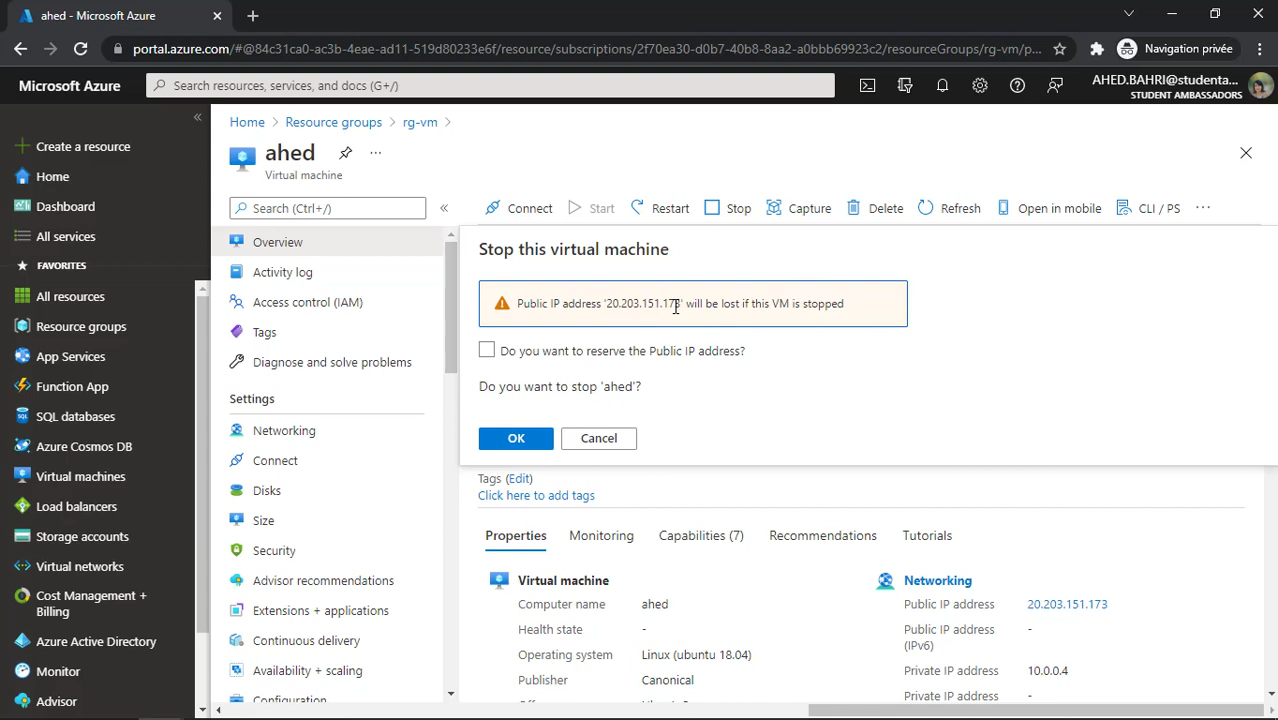 ahed - Microsoft Azure
portal.azure.com/#@84c31ca0-ac3b-4eae-ad11-519d80233e6f/resource/subscriptions/2f70ea30-d0b7-40b8-8aa2-a0bbb69923c2/resourceGroups/rg-vm/p...
Navigation privée
Microsoft Azure
Search resources, services, and docs (G+/)
AHED.BAHRI@studenta...
STUDENT AMBASSADORS
Create a resource
Home
Dashboard
All services
FAVORITES
All resources
Resource groups
App Services
Function App
SQL databases
Azure Cosmos DB
Virtual machines
Load balancers
Storage accounts
Virtual networks
Cost Management +
Billing
Azure Active Directory
Monitor
Advisor
Home
Resource groups
rg-vm
ahed
Virtual machine
Search (Ctrl+/)
Overview
Activity log
Access control (IAM)
Tags
Diagnose and solve problems
Settings
Networking
Connect
Disks
Size
Security
Advisor recommendations
Extensions + applications
Continuous delivery
Availability + scaling
Configuration
Connect
Start
Restart
Stop
Capture
Delete
Refresh
Open in mobile
CLI / PS
Stop this virtual machine
Public IP address '20.203.151.173' will be lost if this VM is stopped
Do you want to reserve the Public IP address?
Do you want to stop 'ahed'?
OK
Cancel
Tags (Edit)
Click here to add tags
Properties
Monitoring
Capabilities (7)
Recommendations
Tutorials
Virtual machine
Computer name ahed
Health state -
Operating system Linux (ubuntu 18.04)
Publisher Canonical
Networking
Public IP address 20.203.151.173
Public IP address -
(IPv6)
Private IP address 10.0.0.4
Private IP address -